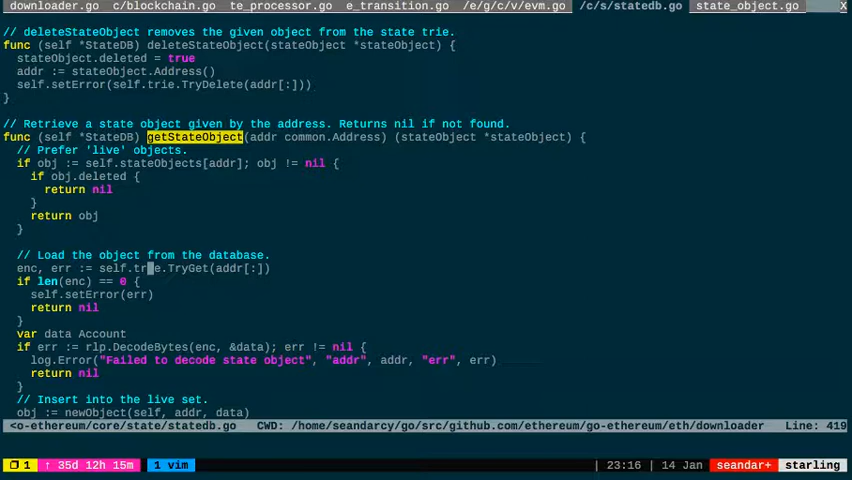 downloader.go c/blockchain.go te_processor.go e_transition.go /e/g/c/v/evm.go /c/s/statedb.go state_object.go X
// deleteStateObject removes the given object from the state trie.
func (self *StateDB) deleteStateObject(stateObject *stateObject) {
  stateObject.deleted = true
  addr := stateObject.Address()
  self.setError(self.trie.TryDelete(addr[:]))
}
// Retrieve a state object given by the address. Returns nil if not found.
func (self *StateDB) getStateObject(addr common.Address) (stateObject *stateObject) {
  // Prefer 'live' objects.
  if obj := self.stateObjects[addr]; obj != nil {
    if obj.deleted {
      return nil
    }
    return obj
  }
  // Load the object from the database.
  enc, err := self.trie.TryGet(addr[:])
  if len(enc) == 0 {
    self.setError(err)
    return nil
  }
  var data Account
  if err := rlp.DecodeBytes(enc, &data); err != nil {
    log.Error("Failed to decode state object", "addr", addr, "err", err)
    return nil
  }
  // Insert into the live set.
  obj := newObject(self, addr, data)
<o-ethereum/core/state/statedb.go CWD: /home/seandarcy/go/src/github.com/ethereum/go-ethereum/eth/downloader Line: 419
1 ↑ 35d 12h 15m 1 vim | 23:16 | 14 Jan seandar+ starling